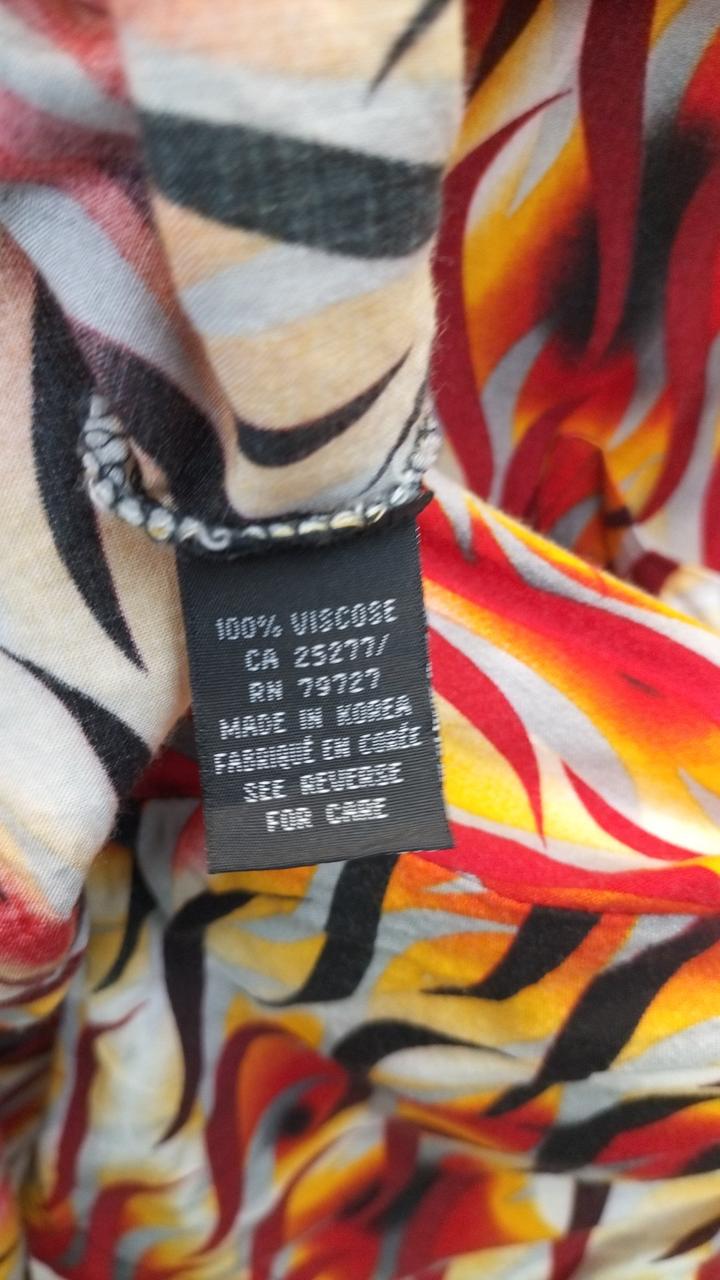 100% VISCOSE
CA 25277/
RN 79727
MADE IN KOREA
FABRIQUÉ EN CORÉE
SEE REVERSE
FOR CARE